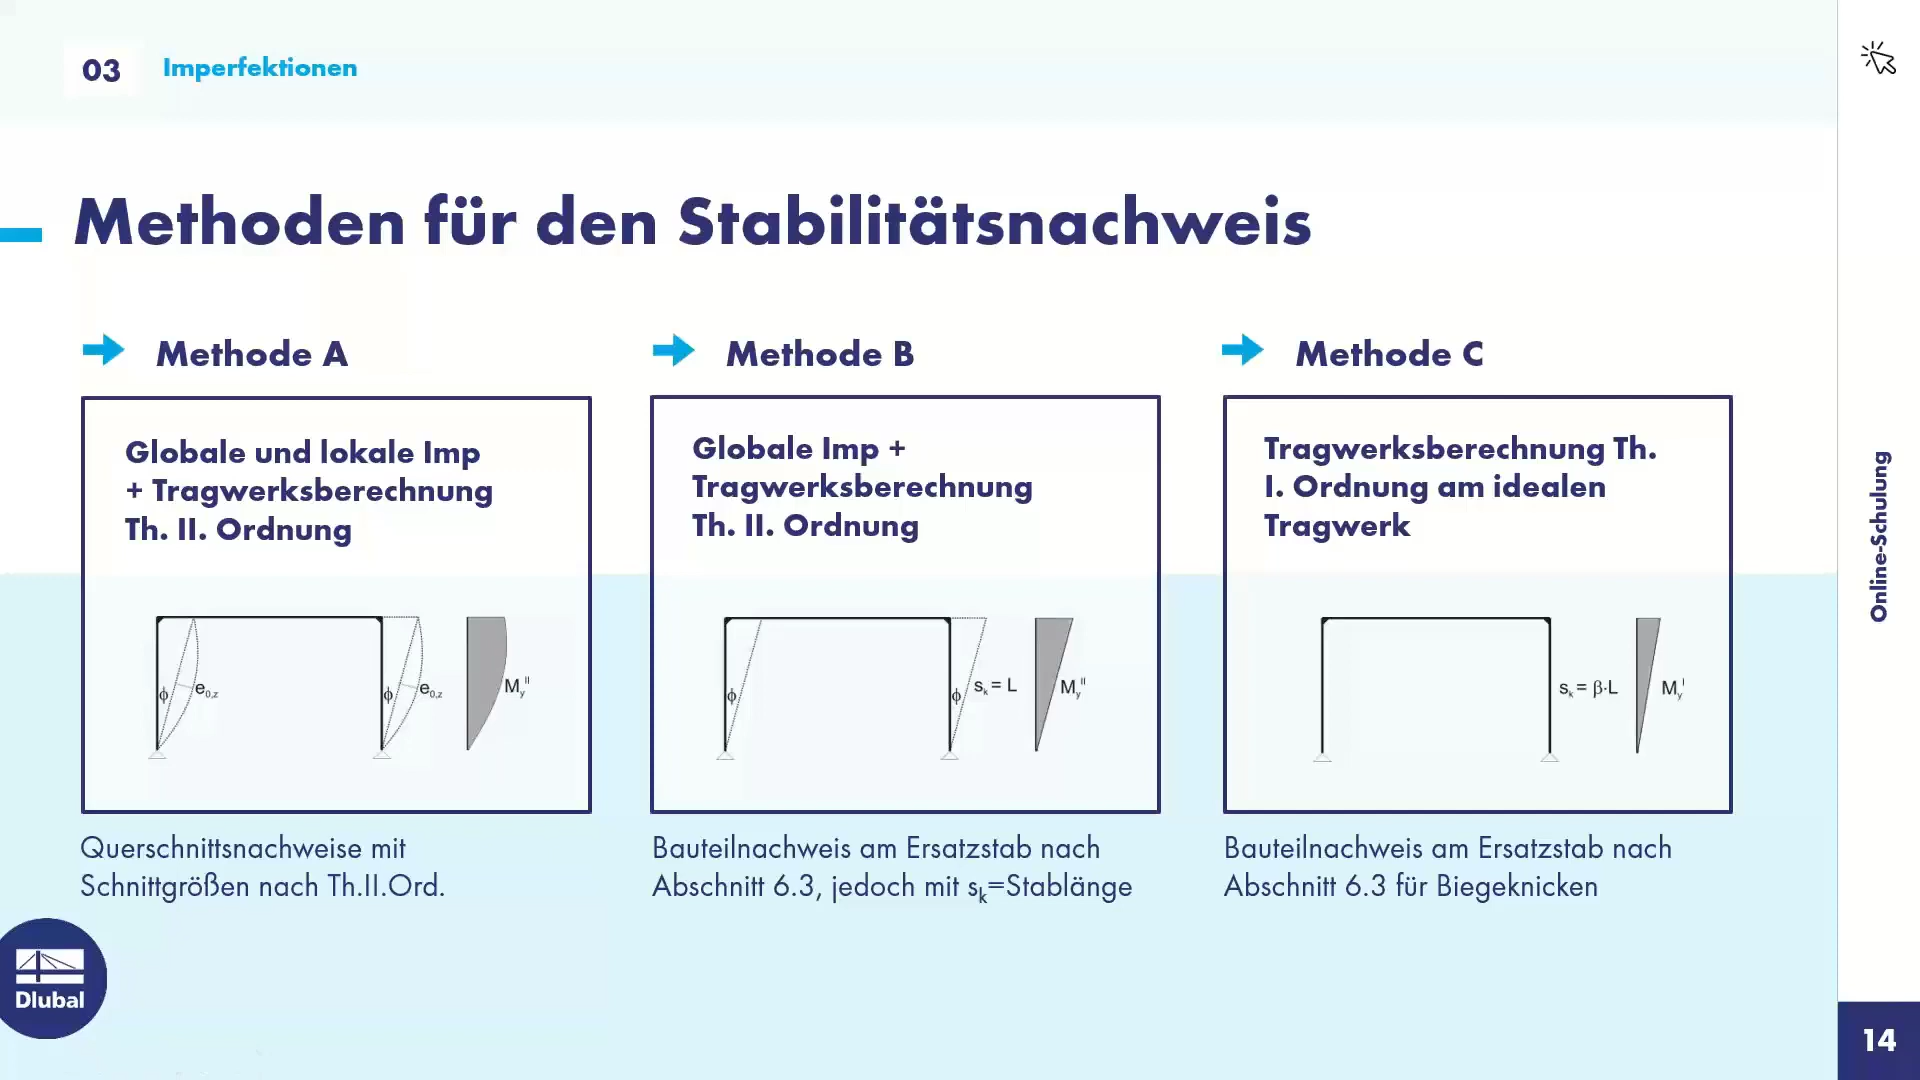 03 Imperfektionen
Methoden für den Stabilitätsnachweis
Methode A
Globale und lokale Imp
+ Tragwerksberechnung
Th. II. Ordnung
ϕ e0,z ϕ e0,z My II
Querschnittsnachweise mit
Schnittgrößen nach Th.II.Ord.
Methode B
Globale Imp +
Tragwerksberechnung
Th. II. Ordnung
ϕ ϕ sk = L My II
Bauteilnachweis am Ersatzstab nach
Abschnitt 6.3, jedoch mit sk=Stablänge
Methode C
Tragwerksberechnung Th.
I. Ordnung am idealen
Tragwerk
sk = β·L My I
Bauteilnachweis am Ersatzstab nach
Abschnitt 6.3 für Biegeknicken
Online-Schulung
Dlubal
14